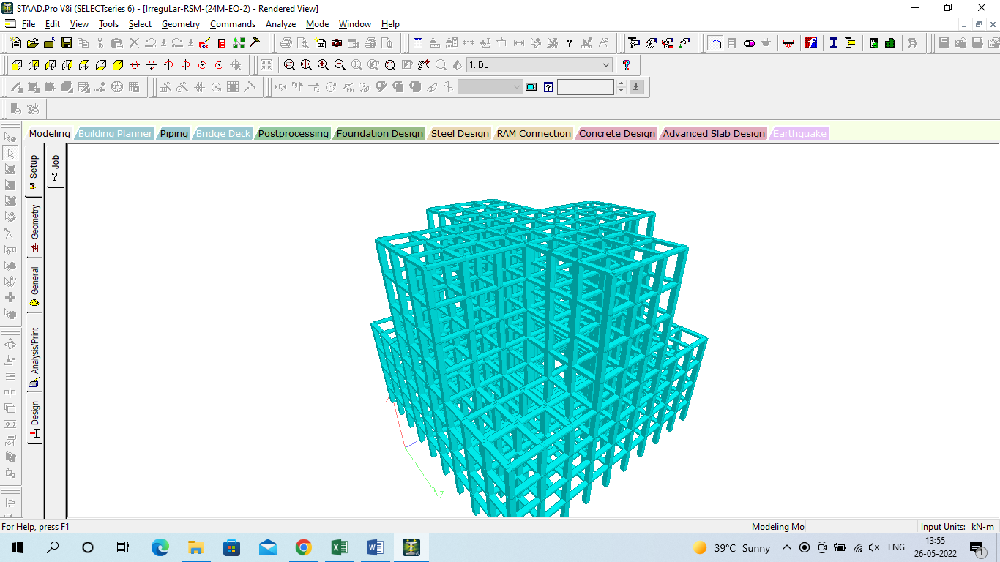 STAAD.Pro V8i (SELECTseries 6) - [IrreguLar-RSM-(24M-EQ-2) - Rendered View]
File Edit View Tools Select Geometry Commands Analyze Mode Window Help
1: DL
Modeling Building Planner Piping Bridge Deck Postprocessing Foundation Design Steel Design RAM Connection Concrete Design Advanced Slab Design Earthquake
Setup
Job
Geometry
General
Analysis/Print
Design
Z
For Help, press F1
Modeling Mo
Input Units: kN-m
39°C Sunny
ENG
13:55
26-05-2022
1